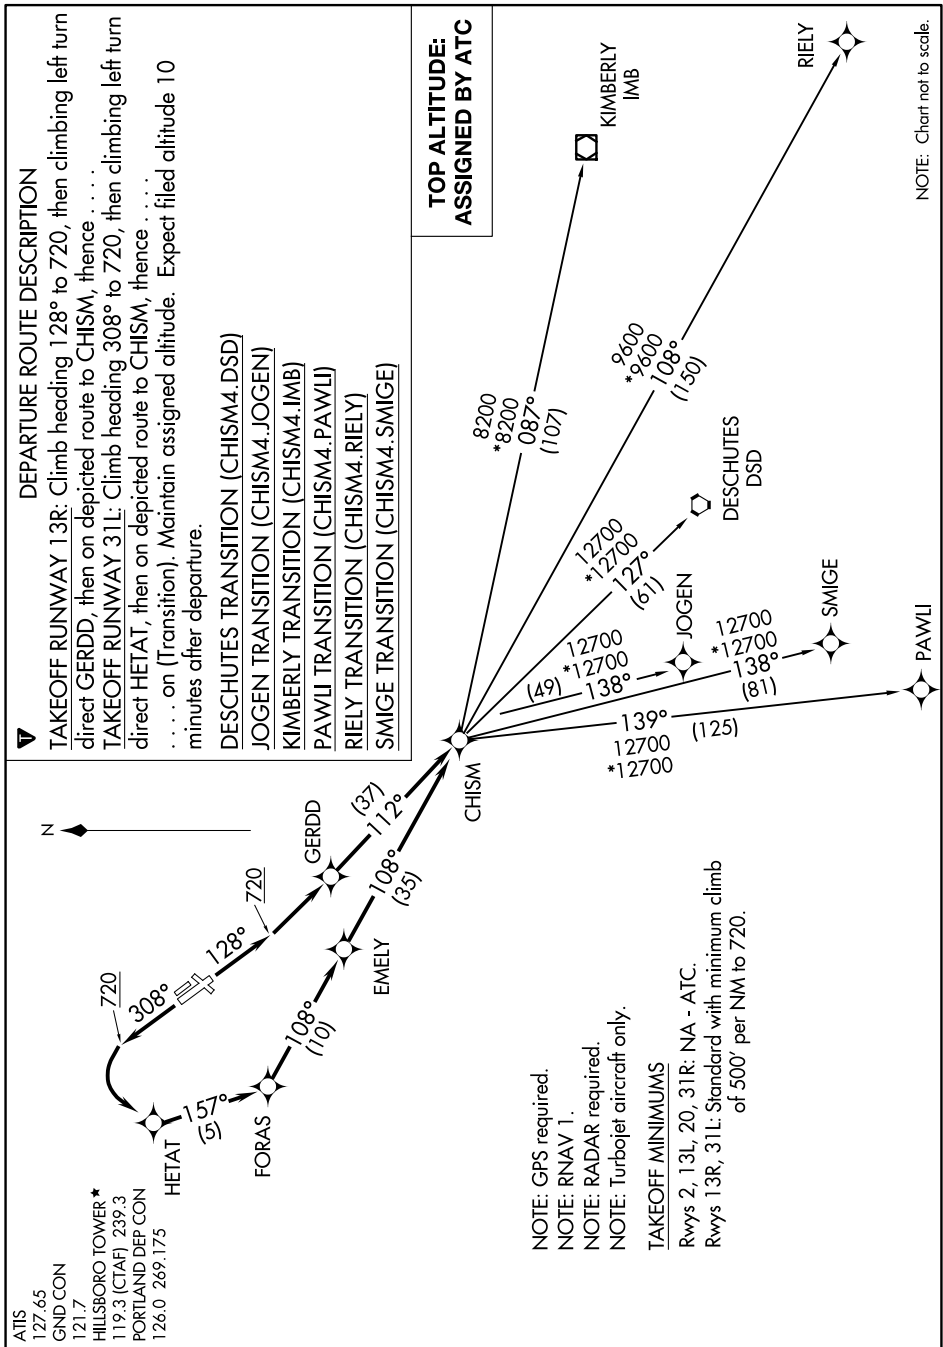 ATIS
127.65
GND CON
121.7
HILLSBORO TOWER ★
119.3 (CTAF) 239.3
PORTLAND DEP CON
126.0 269.175
DEPARTURE ROUTE DESCRIPTION
T
TAKEOFF RUNWAY 13R: Climb heading 128° to 720, then climbing left turn
direct GERDD, then on depicted route to CHISM, thence . . . .
TAKEOFF RUNWAY 31L: Climb heading 308° to 720, then climbing left turn
direct HETAT, then on depicted route to CHISM, thence . . . .
. . . . on (Transition). Maintain assigned altitude. Expect filed altitude 10
minutes after departure.
DESCHUTES TRANSITION (CHISM4.DSD)
JOGEN TRANSITION (CHISM4.JOGEN)
KIMBERLY TRANSITION (CHISM4.IMB)
PAWLI TRANSITION (CHISM4.PAWLI)
RIELY TRANSITION (CHISM4.RIELY)
SMIGE TRANSITION (CHISM4.SMIGE)
TOP ALTITUDE:
ASSIGNED BY ATC
N
720
308°
128°
720
HETAT
157°
(5)
FORAS
108°
(10)
EMELY
108°
(35)
GERDD
(37)
112°
CHISM
8200
*8200
087°
(107)
KIMBERLY
IMB
9600
*9600
108°
(150)
RIELY
12700
*12700
127°
(61)
DESCHUTES
DSD
12700
*12700
(49)
138°
JOGEN
12700
*12700
138°
(81)
SMIGE
139°
(125)
12700
*12700
PAWLI
NOTE: GPS required.
NOTE: RNAV 1.
NOTE: RADAR required.
NOTE: Turbojet aircraft only.
TAKEOFF MINIMUMS
Rwys 2, 13L, 20, 31R: NA - ATC.
Rwys 13R, 31L: Standard with minimum climb
of 500' per NM to 720.
NOTE: Chart not to scale.